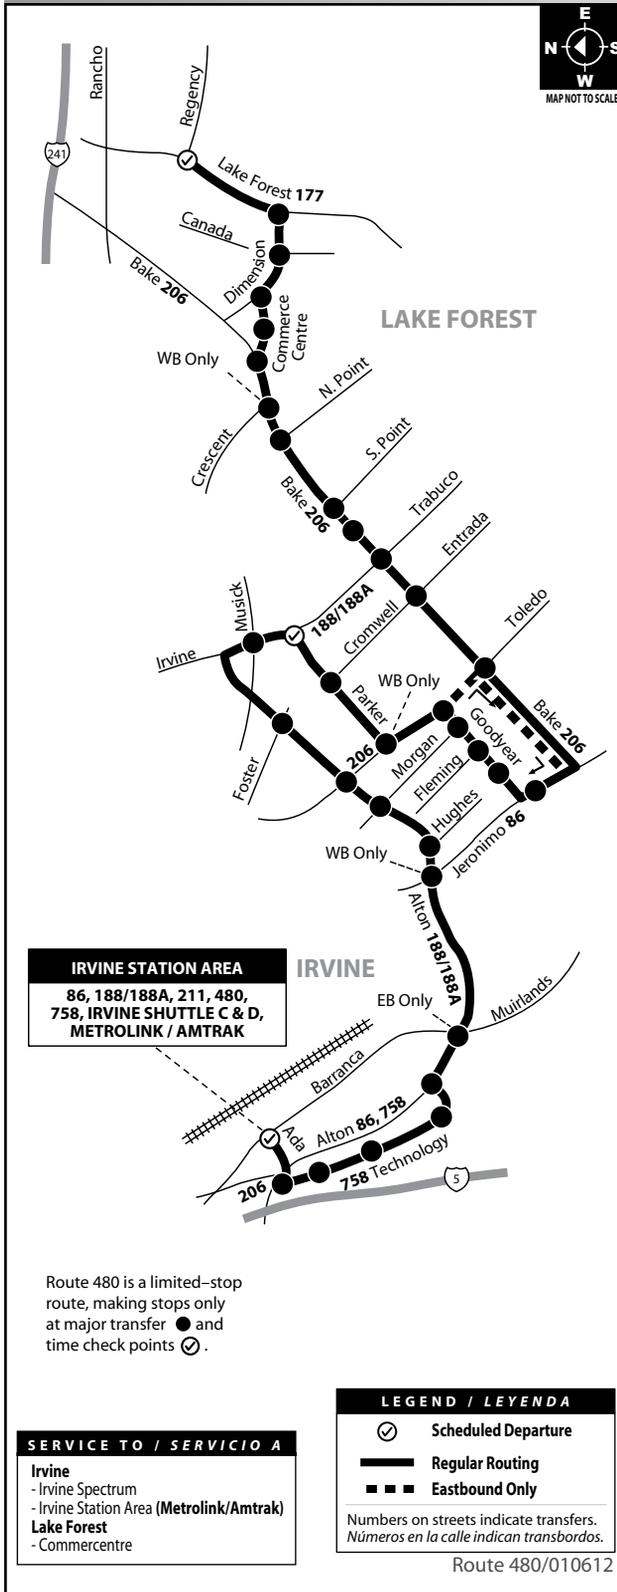 E
N
S
W
MAP NOT TO SCALE
Rancho
Regency
241
Lake Forest 177
Canada
Dimension
Bake 206
Commerce
Centre
LAKE FOREST
WB Only
N. Point
Crescent
S. Point
Bake 206
Trabuco
Entrada
Musick
188/188A
Cromwell
Toledo
Irvine
Parker
WB Only
Goodyear
Bake 206
206
Morgan
Foster
Fleming
Hughes
Jeronimo 86
WB Only
Alton 188/188A
IRVINE STATION AREA
86, 188/188A, 211, 480,
758, IRVINE SHUTTLE C & D,
METROLINK / AMTRAK
IRVINE
EB Only
Muirlands
Barranca
Ada
Alton 86, 758
206
758 Technology
5
Route 480 is a limited–stop
route, making stops only
at major transfer and
time check points .
SERVICE TO / SERVICIO A
Irvine
- Irvine Spectrum
- Irvine Station Area (Metrolink/Amtrak)
Lake Forest
- Commercentre
LEGEND / LEYENDA
Scheduled Departure
Regular Routing
Eastbound Only
Numbers on streets indicate transfers.
Números en la calle indican transbordos.
Route 480/010612